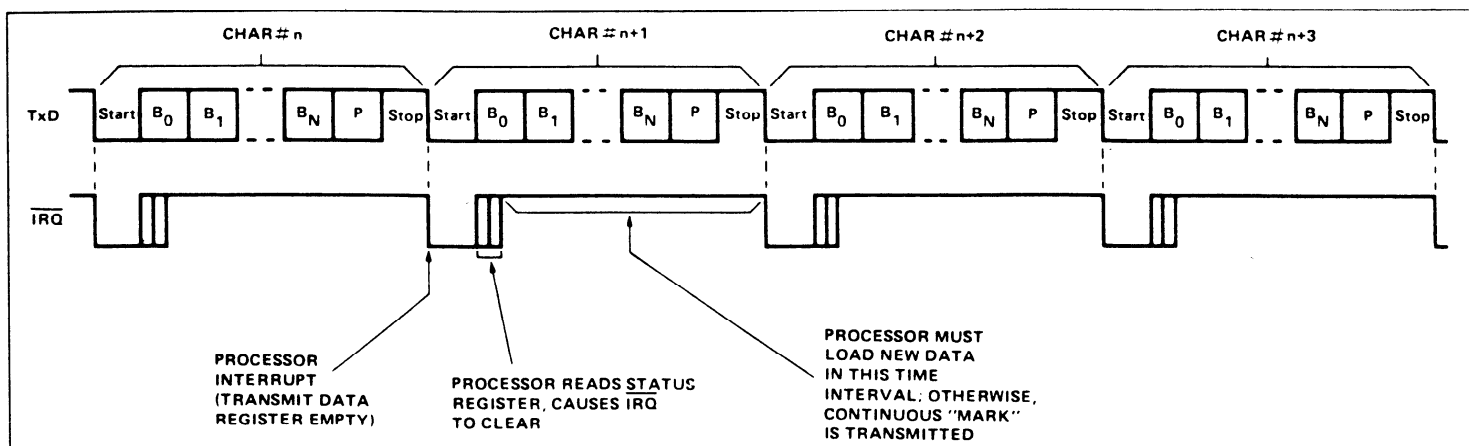 CHAR # n CHAR # n+1 CHAR # n+2 CHAR # n+3
TxD Start B0 B1 BN P Stop Start B0 B1 BN P Stop Start B0 B1 BN P Stop Start B0 B1 BN P Stop
IRQ
PROCESSOR
INTERRUPT
(TRANSMIT DATA
REGISTER EMPTY)
PROCESSOR READS STATUS
REGISTER, CAUSES IRQ
TO CLEAR
PROCESSOR MUST
LOAD NEW DATA
IN THIS TIME
INTERVAL; OTHERWISE,
CONTINUOUS "MARK"
IS TRANSMITTED